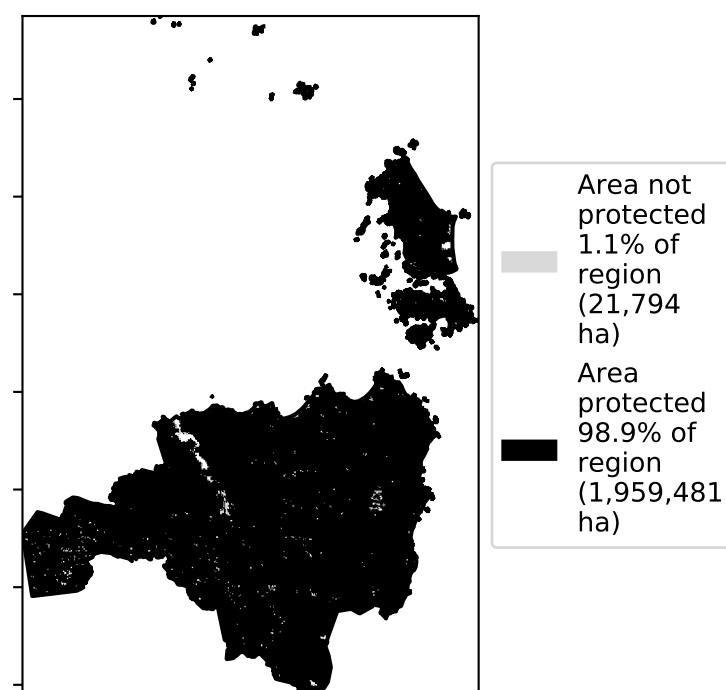 Area not
protected
1.1% of
region
(21,794
ha)
Area
protected
98.9% of
region
(1,959,481
ha)